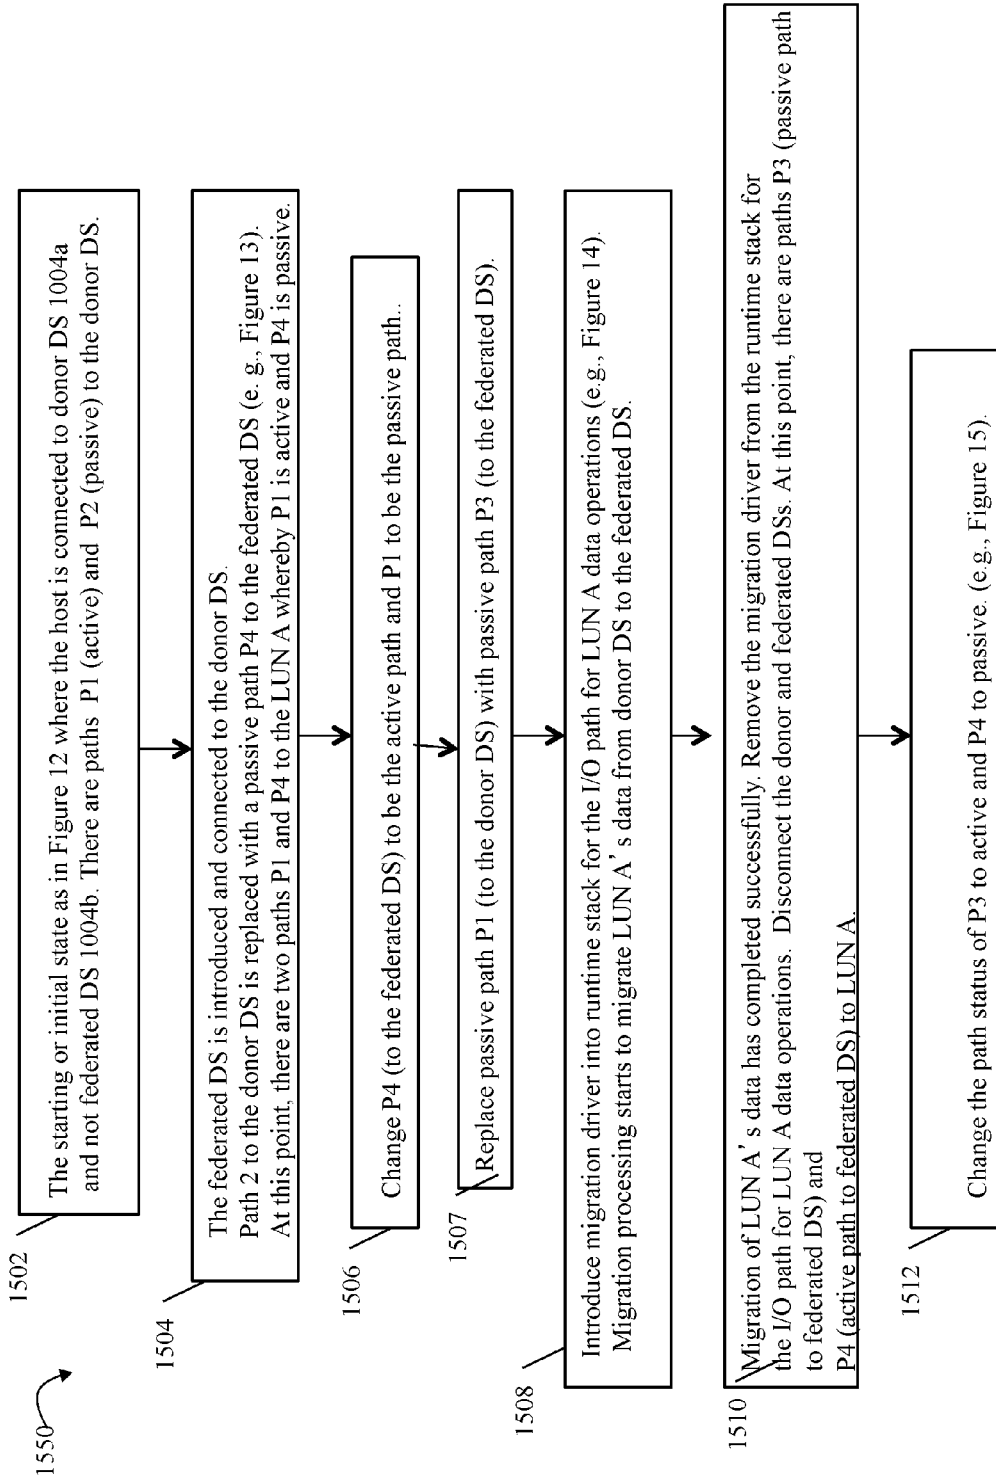 1550
1502
The starting or initial state as in Figure 12 where the host is connected to donor DS 1004a
and not federated DS 1004b. There are paths P1 (active) and P2 (passive) to the donor DS.
1504
The federated DS is introduced and connected to the donor DS.
Path 2 to the donor DS is replaced with a passive path P4 to the federated DS (e. g., Figure 13).
At this point, there are two paths P1 and P4 to the LUN A whereby P1 is active and P4 is passive.
1506
Change P4 (to the federated DS) to be the active path and P1 to be the passive path..
1507
Replace passive path P1 (to the donor DS) with passive path P3 (to the federated DS).
1508
Introduce migration driver into runtime stack for the I/O path for LUN A data operations (e.g., Figure 14).
Migration processing starts to migrate LUN A's data from donor DS to the federated DS.
1510
Migration of LUN A's data has completed successfully. Remove the migration driver from the runtime stack for
the I/O path for LUN A data operations. Disconnect the donor and federated DSs. At this point, there are paths P3 (passive path
to federated DS) and
P4 (active path to federated DS) to LUN A.
1512
Change the path status of P3 to active and P4 to passive. (e.g., Figure 15).